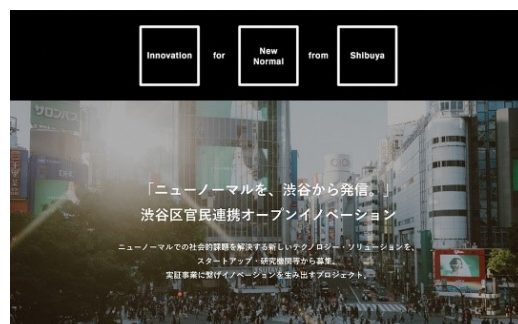 Innovation for New Normal from Shibuya
「ニューノーマルを、渋谷から発信。」
渋谷区官民連携オープンイノベーション
ニューノーマルでの社会的課題を解決する新しいテクノロジー・ソリューションを、
スタートアップ・研究機関等から募集。
実証事業に繋げイノベーションを生み出すプロジェクト。
サロンパス